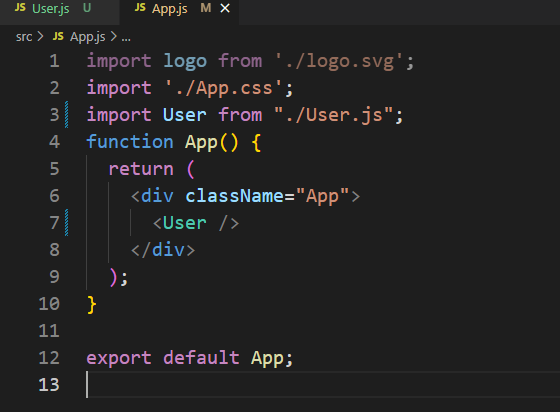 JS User.js U JS App.js M ×
src > JS App.js > ...
1 import logo from './logo.svg';
2 import './App.css';
3 import User from "./User.js";
4 function App() {
5   return (
6     <div className="App">
7       <User />
8     </div>
9   );
10 }
11
12 export default App;
13